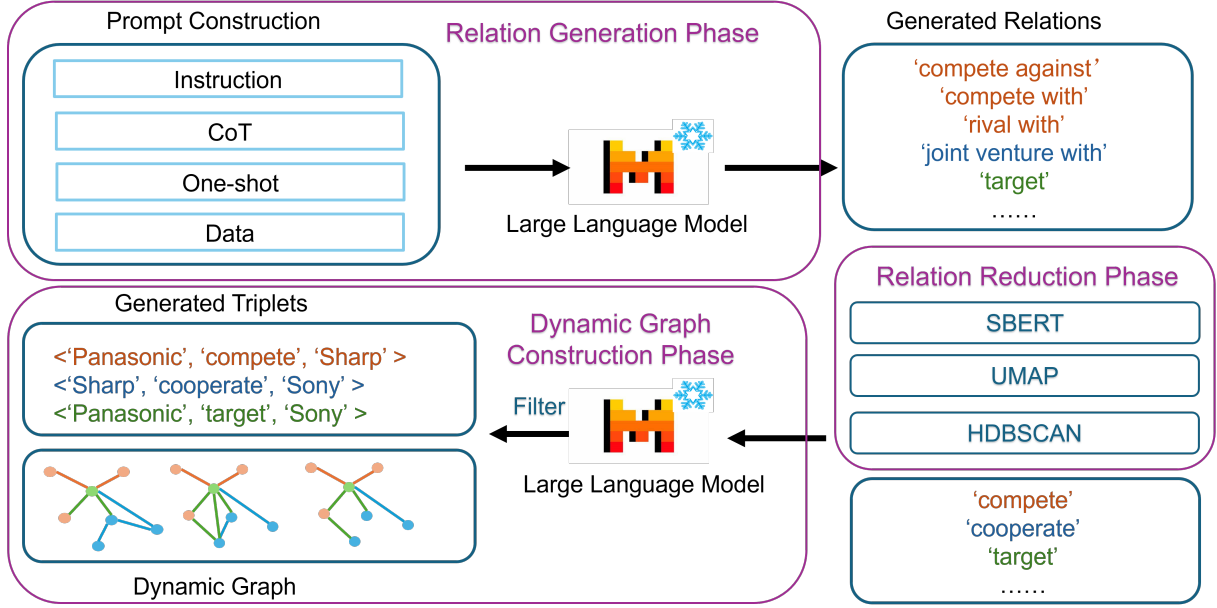 Prompt Construction
Relation Generation Phase
Instruction
CoT
One-shot
Data
Large Language Model
Generated Relations
‘compete against’
‘compete with’
‘rival with’
‘joint venture with’
‘target’
......
Relation Reduction Phase
SBERT
UMAP
HDBSCAN
‘compete’
‘cooperate’
‘target’
......
Dynamic Graph
Construction Phase
Filter
Large Language Model
Generated Triplets
<‘Panasonic’, ‘compete’, ‘Sharp’ >
<‘Sharp’, ‘cooperate’, ‘Sony’ >
<‘Panasonic’, ‘target’, ‘Sony’ >
Dynamic Graph